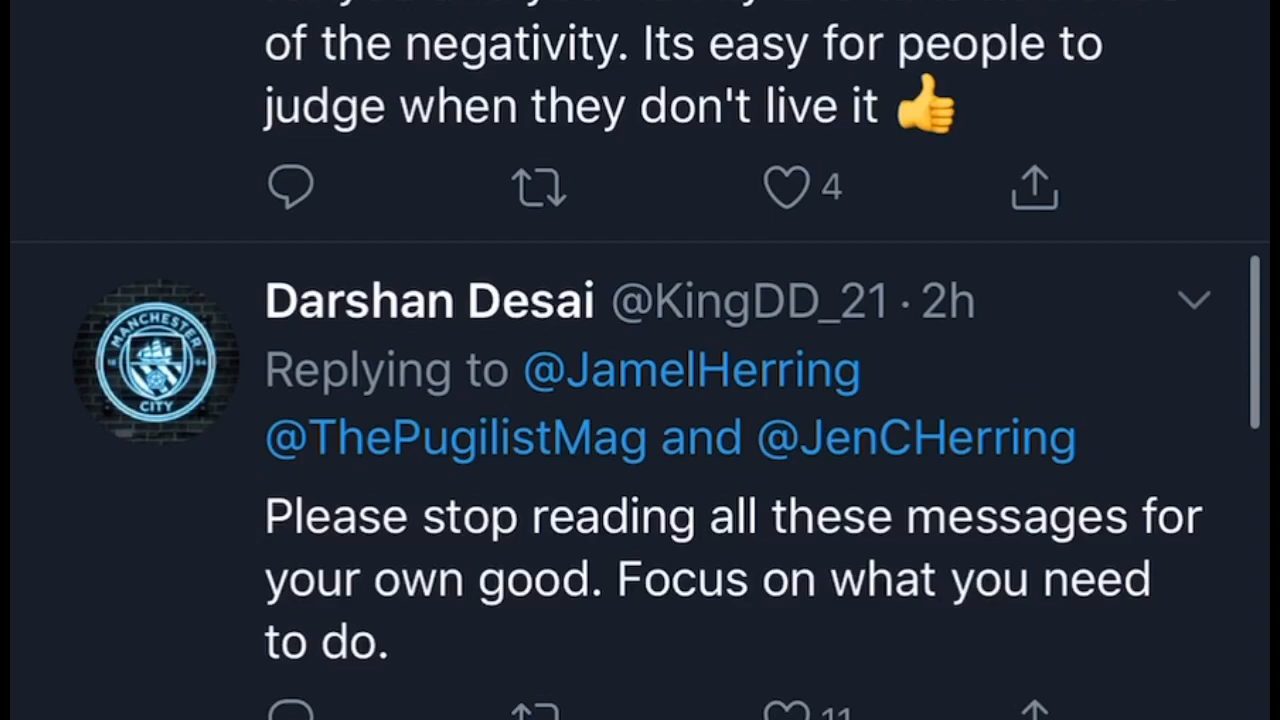 of the negativity. Its easy for people to
judge when they don't live it 👍
4
Darshan Desai @KingDD_21 · 2h
Replying to @JamelHerring
@ThePugilistMag and @JenCHerring
MANCHESTER
CITY
Please stop reading all these messages for
your own good. Focus on what you need
to do.
11